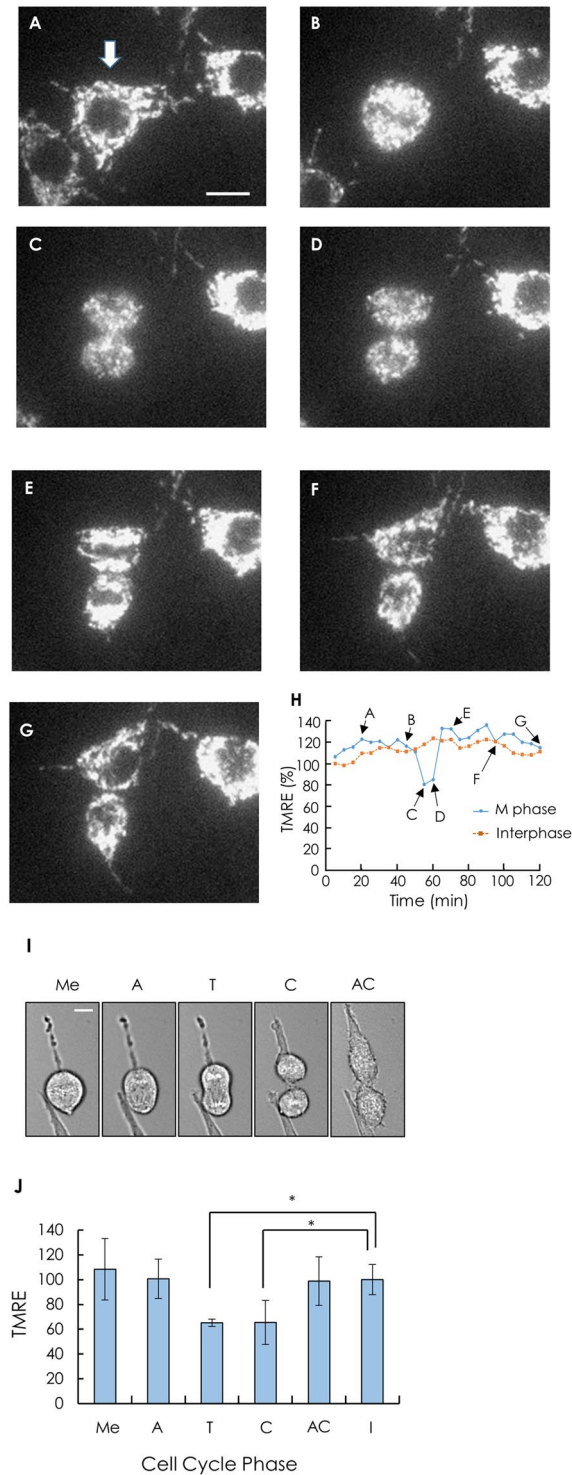 A
B
C
D
E
F
G
H
140
120
100
80
60
40
20
0
TMRE (%)
A
B
E
G
C
D
F
M phase
Interphase
0 20 40 60 80 100 120
Time (min)
I
Me A T C AC
J
*
*
140
120
100
80
60
40
20
0
TMRE
Me A T C AC I
Cell Cycle Phase